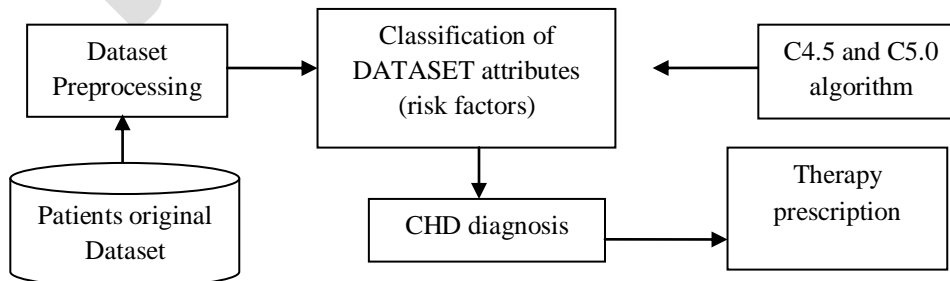 Dataset
Preprocessing
Classification of
DATASET attributes
(risk factors)
C4.5 and C5.0
algorithm
Patients original
Dataset
CHD diagnosis
Therapy
prescription